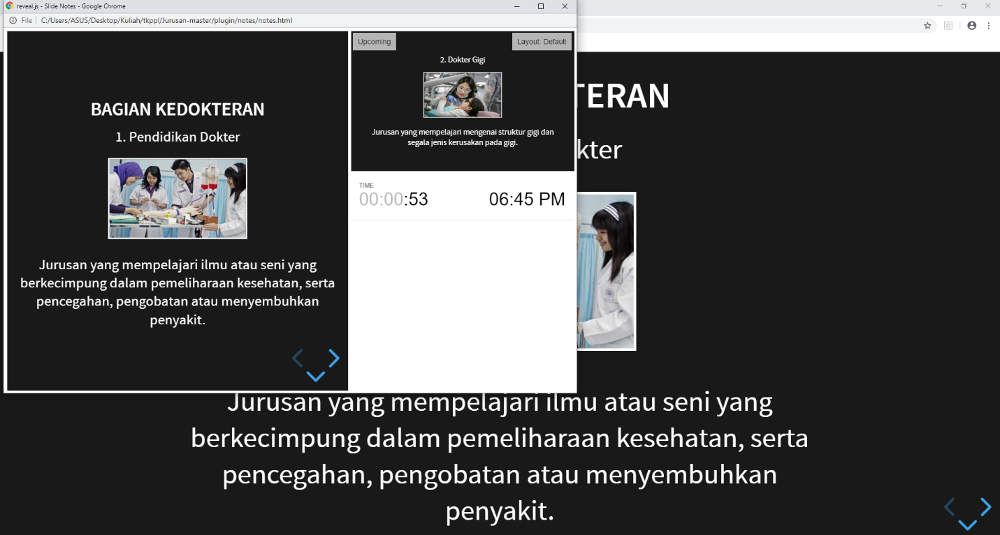 reveal.js - Slide Notes - Google Chrome
File
C:/Users/ASUS/Desktop/Kuliah/tkppl/Jurusan-master/plugin/notes/notes.html
BAGIAN KEDOKTERAN
1. Pendidikan Dokter
Jurusan yang mempelajari ilmu atau seni yang
berkecimpung dalam pemeliharaan kesehatan, serta
pencegahan, pengobatan atau menyembuhkan
penyakit.
Upcoming
Layout: Default
2. Dokter Gigi
Jurusan yang mempelajari mengenai struktur gigi dan
segala jenis kerusakan pada gigi.
TIME
00:00:53
06:45 PM
TERAN
kter
Jurusan yang mempelajari ilmu atau seni yang
berkecimpung dalam pemeliharaan kesehatan, serta
pencegahan, pengobatan atau menyembuhkan
penyakit.